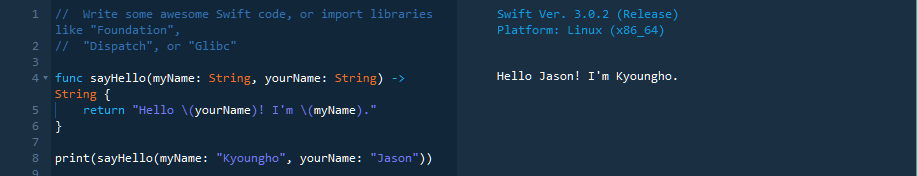 1 // Write some awesome Swift code, or import libraries
like "Foundation",
2 // "Dispatch", or "Glibc"
3
4 func sayHello(myName: String, yourName: String) ->
String {
5 return "Hello \(yourName)! I'm \(myName)."
6 }
7
8 print(sayHello(myName: "Kyoungho", yourName: "Jason"))
9
Swift Ver. 3.0.2 (Release)
Platform: Linux (x86_64)
Hello Jason! I'm Kyoungho.